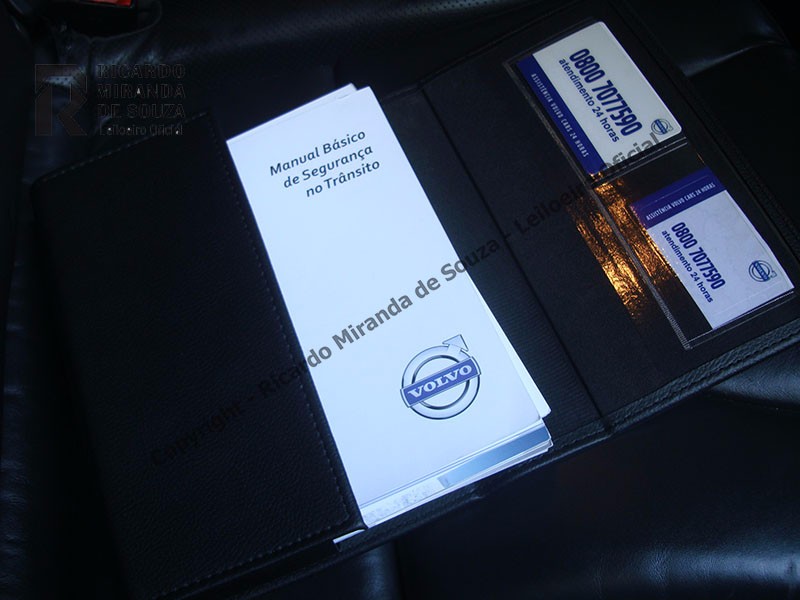 RICARDO
MIRANDA
DE SOUZA
Leiloeiro Oficial
Manual Básico
de Segurança
no Trânsito
VOLVO
ASSISTÊNCIA VOLVO CARS 24 HORAS
0800 7077590
atendimento 24 horas
ASSISTÊNCIA VOLVO CARS 24 HORAS
0800 7077590
atendimento 24 horas
Copyright - Ricardo Miranda de Souza - Leiloeiro Oficial